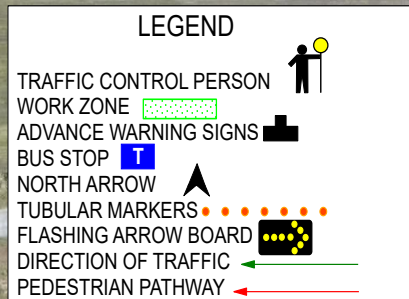 LEGEND
TRAFFIC CONTROL PERSON
WORK ZONE
ADVANCE WARNING SIGNS
BUS STOP T
NORTH ARROW
TUBULAR MARKERS
FLASHING ARROW BOARD
DIRECTION OF TRAFFIC
PEDESTRIAN PATHWAY